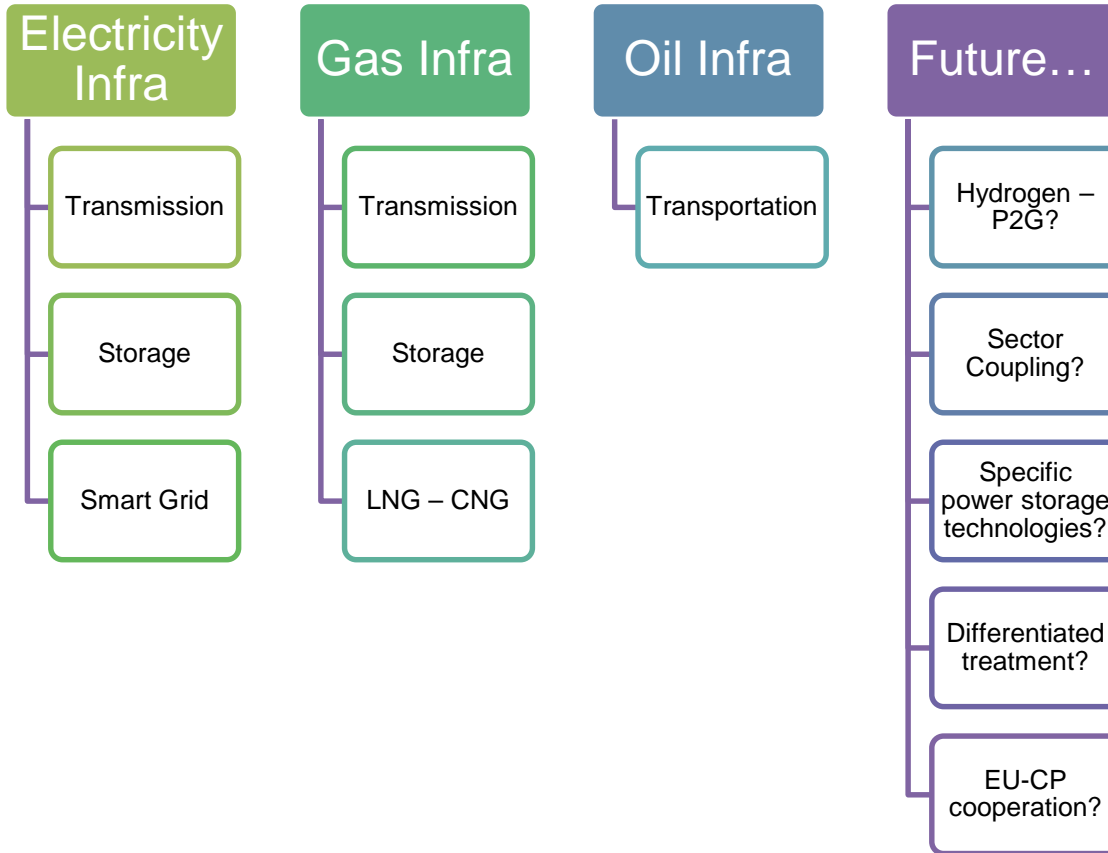 Electricity
Infra
Transmission
Storage
Smart Grid
Gas Infra
Transmission
Storage
LNG – CNG
Oil Infra
Transportation
Future…
Hydrogen –
P2G?
Sector
Coupling?
Specific
power storage
technologies?
Differentiated
treatment?
EU-CP
cooperation?